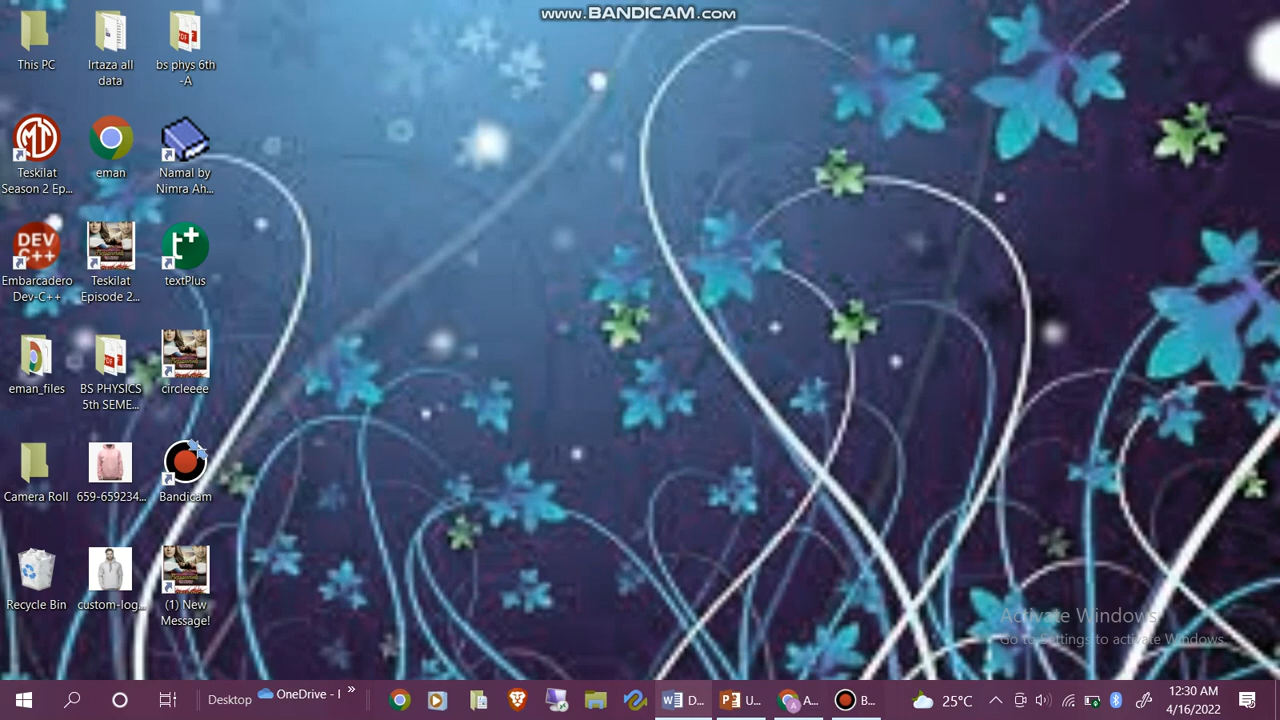 www.BANDICAM.com
This PC
Irtaza all
data
bs phys 6th
-A
Teskilat
Season 2 Ep...
eman
Namal by
Nimra Ah...
Embarcadero
Dev-C++
Teskilat
Episode 2...
textPlus
eman_files
BS PHYSICS
5th SEME...
circleeee
Camera Roll
659-659234...
Bandicam
Recycle Bin
custom-log...
(1) New
Message!
Activate Windows
Go to Settings to activate Windows.
Desktop
OneDrive - I
D...
U...
A...
B...
25°C
12:30 AM
4/16/2022